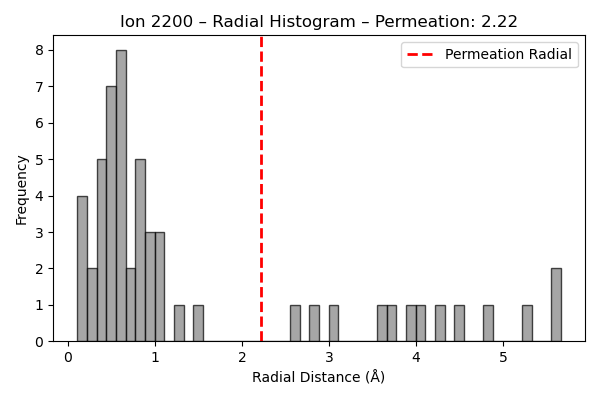 Ion 2200 – Radial Histogram – Permeation: 2.22
Permeation Radial
Frequency
8
7
6
5
4
3
2
1
0
0 1 2 3 4 5
Radial Distance (Å)